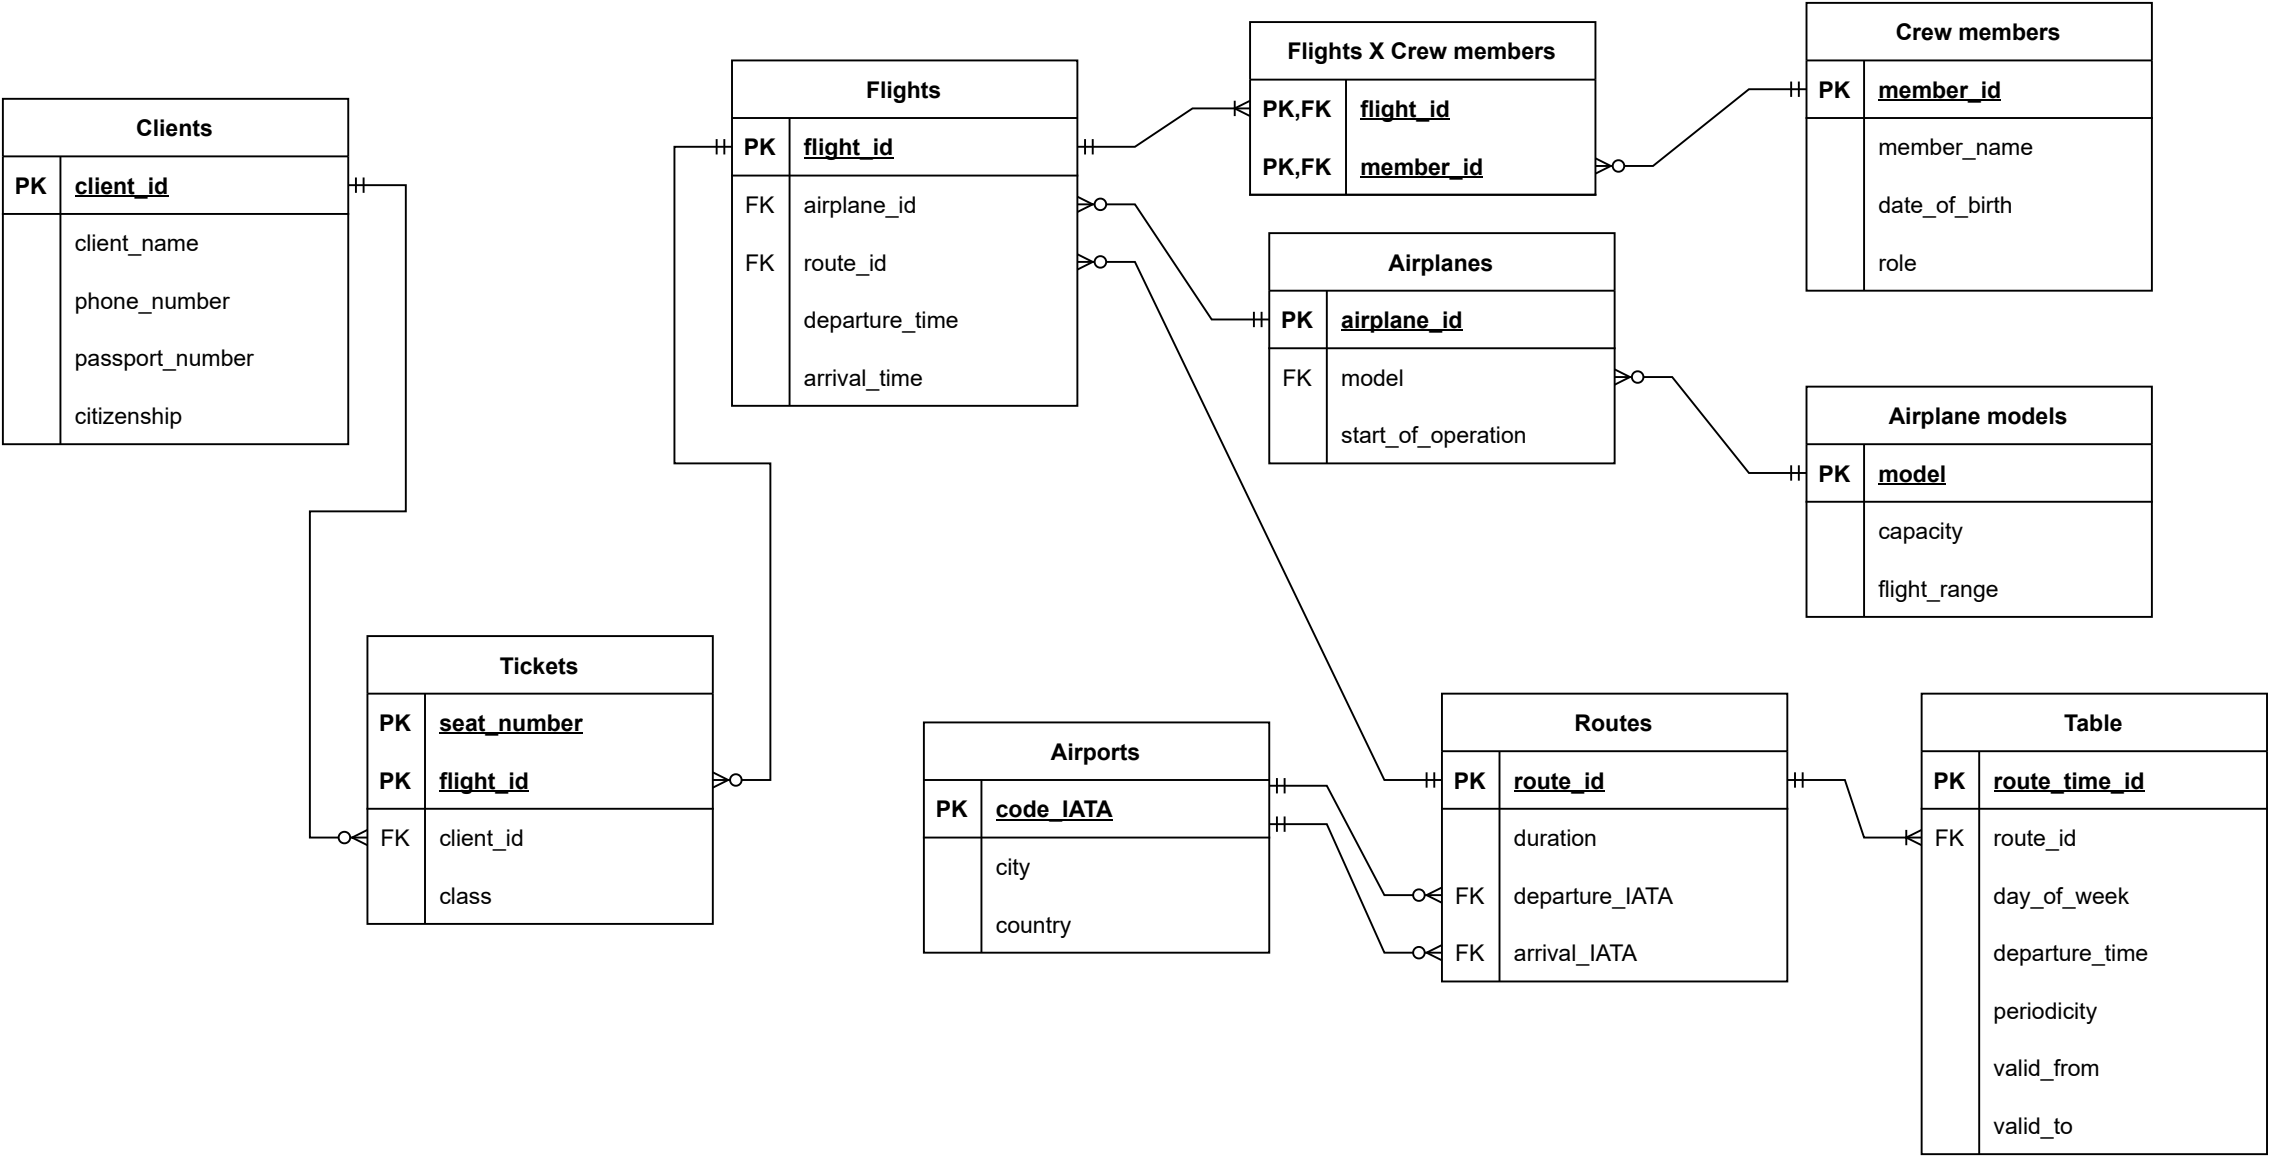 Clients
PK client_id
client_name
phone_number
passport_number
citizenship
Flights
PK flight_id
FK airplane_id
FK route_id
departure_time
arrival_time
Flights X Crew members
PK,FK flight_id
PK,FK member_id
Crew members
PK member_id
member_name
date_of_birth
role
Airplanes
PK airplane_id
FK model
start_of_operation
Airplane models
PK model
capacity
flight_range
Tickets
PK seat_number
PK flight_id
FK client_id
class
Airports
PK code_IATA
city
country
Routes
PK route_id
duration
FK departure_IATA
FK arrival_IATA
Table
PK route_time_id
FK route_id
day_of_week
departure_time
periodicity
valid_from
valid_to